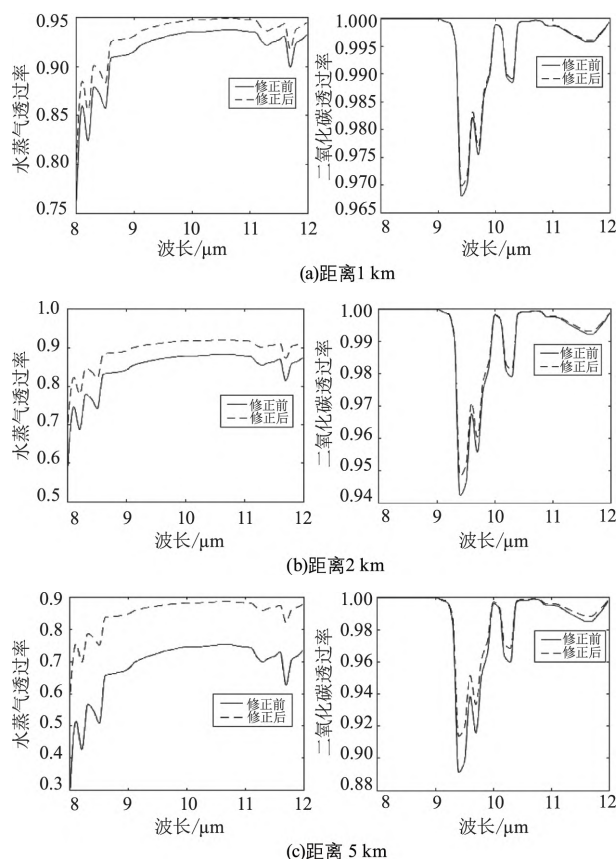 0.95
0.90
0.85
0.80
0.75
水蒸气透过率
修正前
修正后
8 9 10 11 12
波长/μm
1.000
0.995
0.990
0.985
0.980
0.975
0.970
0.965
二氧化碳透过率
修正前
修正后
8 9 10 11 12
波长/μm
(a)距离1 km
1.0
0.9
0.8
0.7
0.6
0.5
水蒸气透过率
修正前
修正后
8 9 10 11 12
波长/μm
1.00
0.99
0.98
0.97
0.96
0.95
0.94
二氧化碳透过率
修正前
修正后
8 9 10 11 12
波长/μm
(b)距离2 km
0.9
0.8
0.7
0.6
0.5
0.4
0.3
水蒸气透过率
修正前
修正后
8 9 10 11 12
波长/μm
1.00
0.96
0.94
0.92
0.90
0.88
二氧化碳透过率
修正前
修正后
8 9 10 11 12
波长/μm
(c)距离 5 km